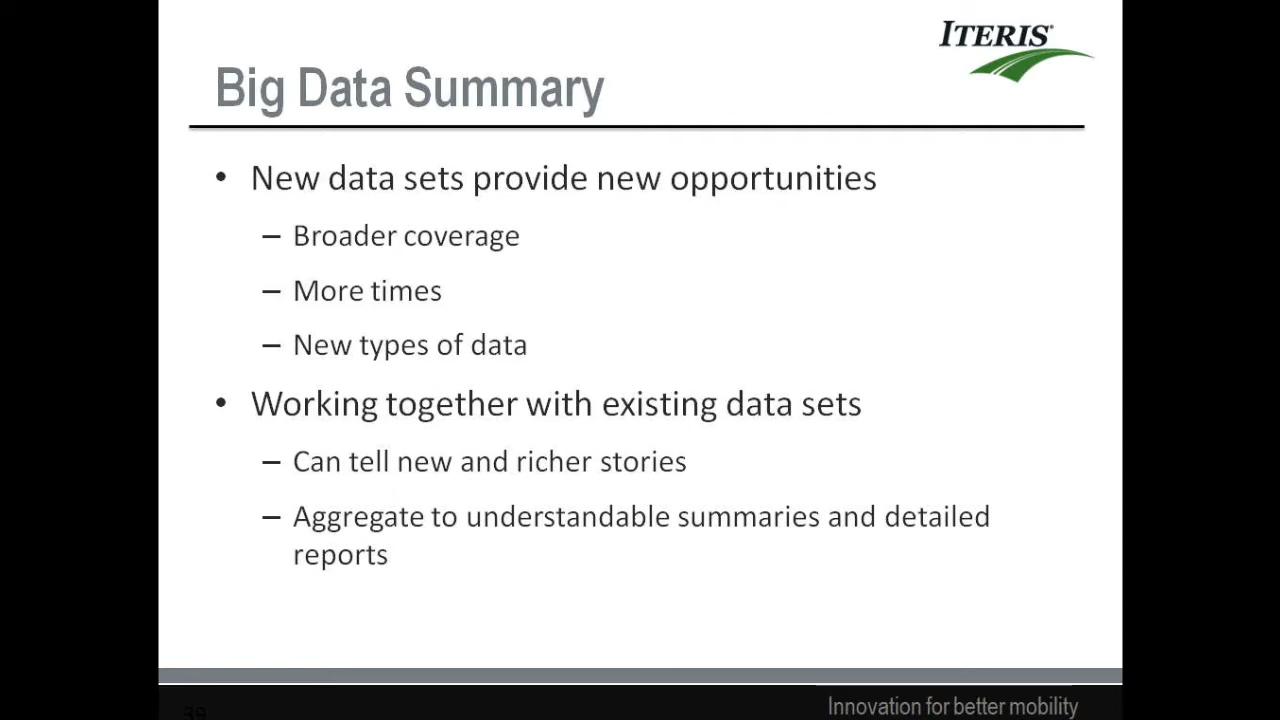 ITERIS®
Big Data Summary
• New data sets provide new opportunities
– Broader coverage
– More times
– New types of data
• Working together with existing data sets
– Can tell new and richer stories
– Aggregate to understandable summaries and detailed
reports
39
Innovation for better mobility